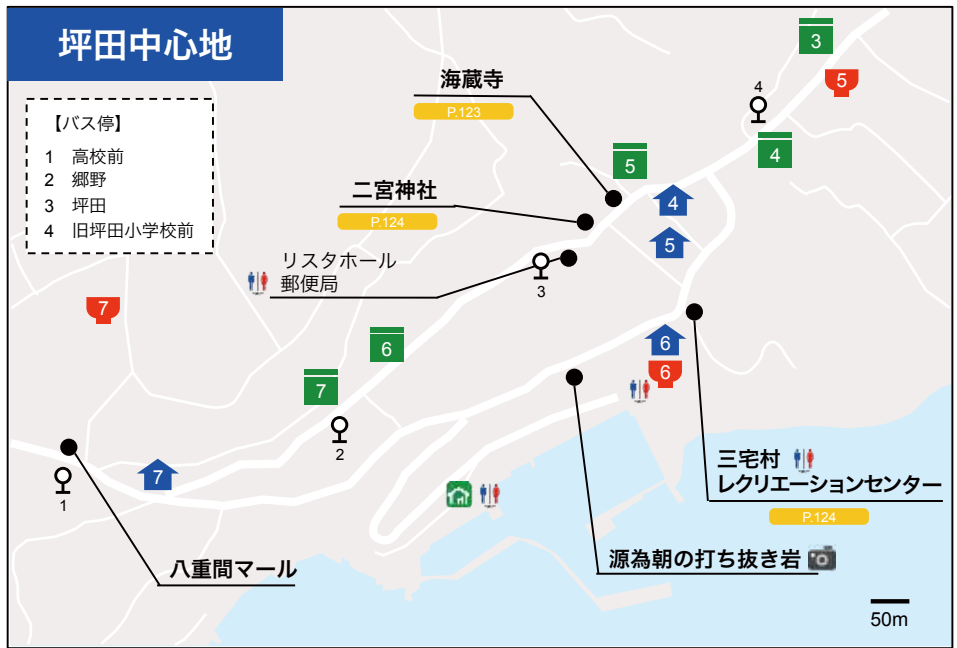 坪田中心地
【バス停】
1 高校前
2 郷野
3 坪田
4 旧坪田小学校前
海蔵寺
P.123
二宮神社
P.124
リスタホール
郵便局
3
5
4
4
5
4
5
3
7
6
7
6
6
2
7
1
三宅村
レクリエーションセンター
P.124
源為朝の打ち抜き岩
八重間マール
50m